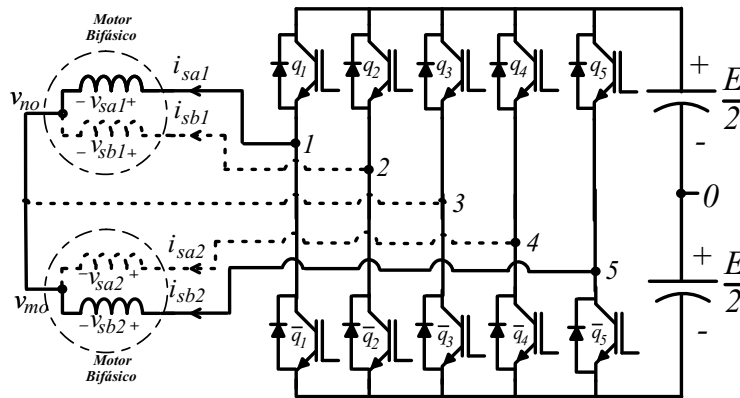 Motor
Bifásico
i_sa1
v_no
- v_sa1 +
i_sb1
- v_sb1 +
q_1
q_2
q_3
q_4
q_5
+
E/2
-
1
2
3
0
4
5
i_sa2
- v_sa2 +
i_sb2
v_mo
- v_sb2 +
Motor
Bifásico
q̅_1
q̅_2
q̅_3
q̅_4
q̅_5
+
E/2
-